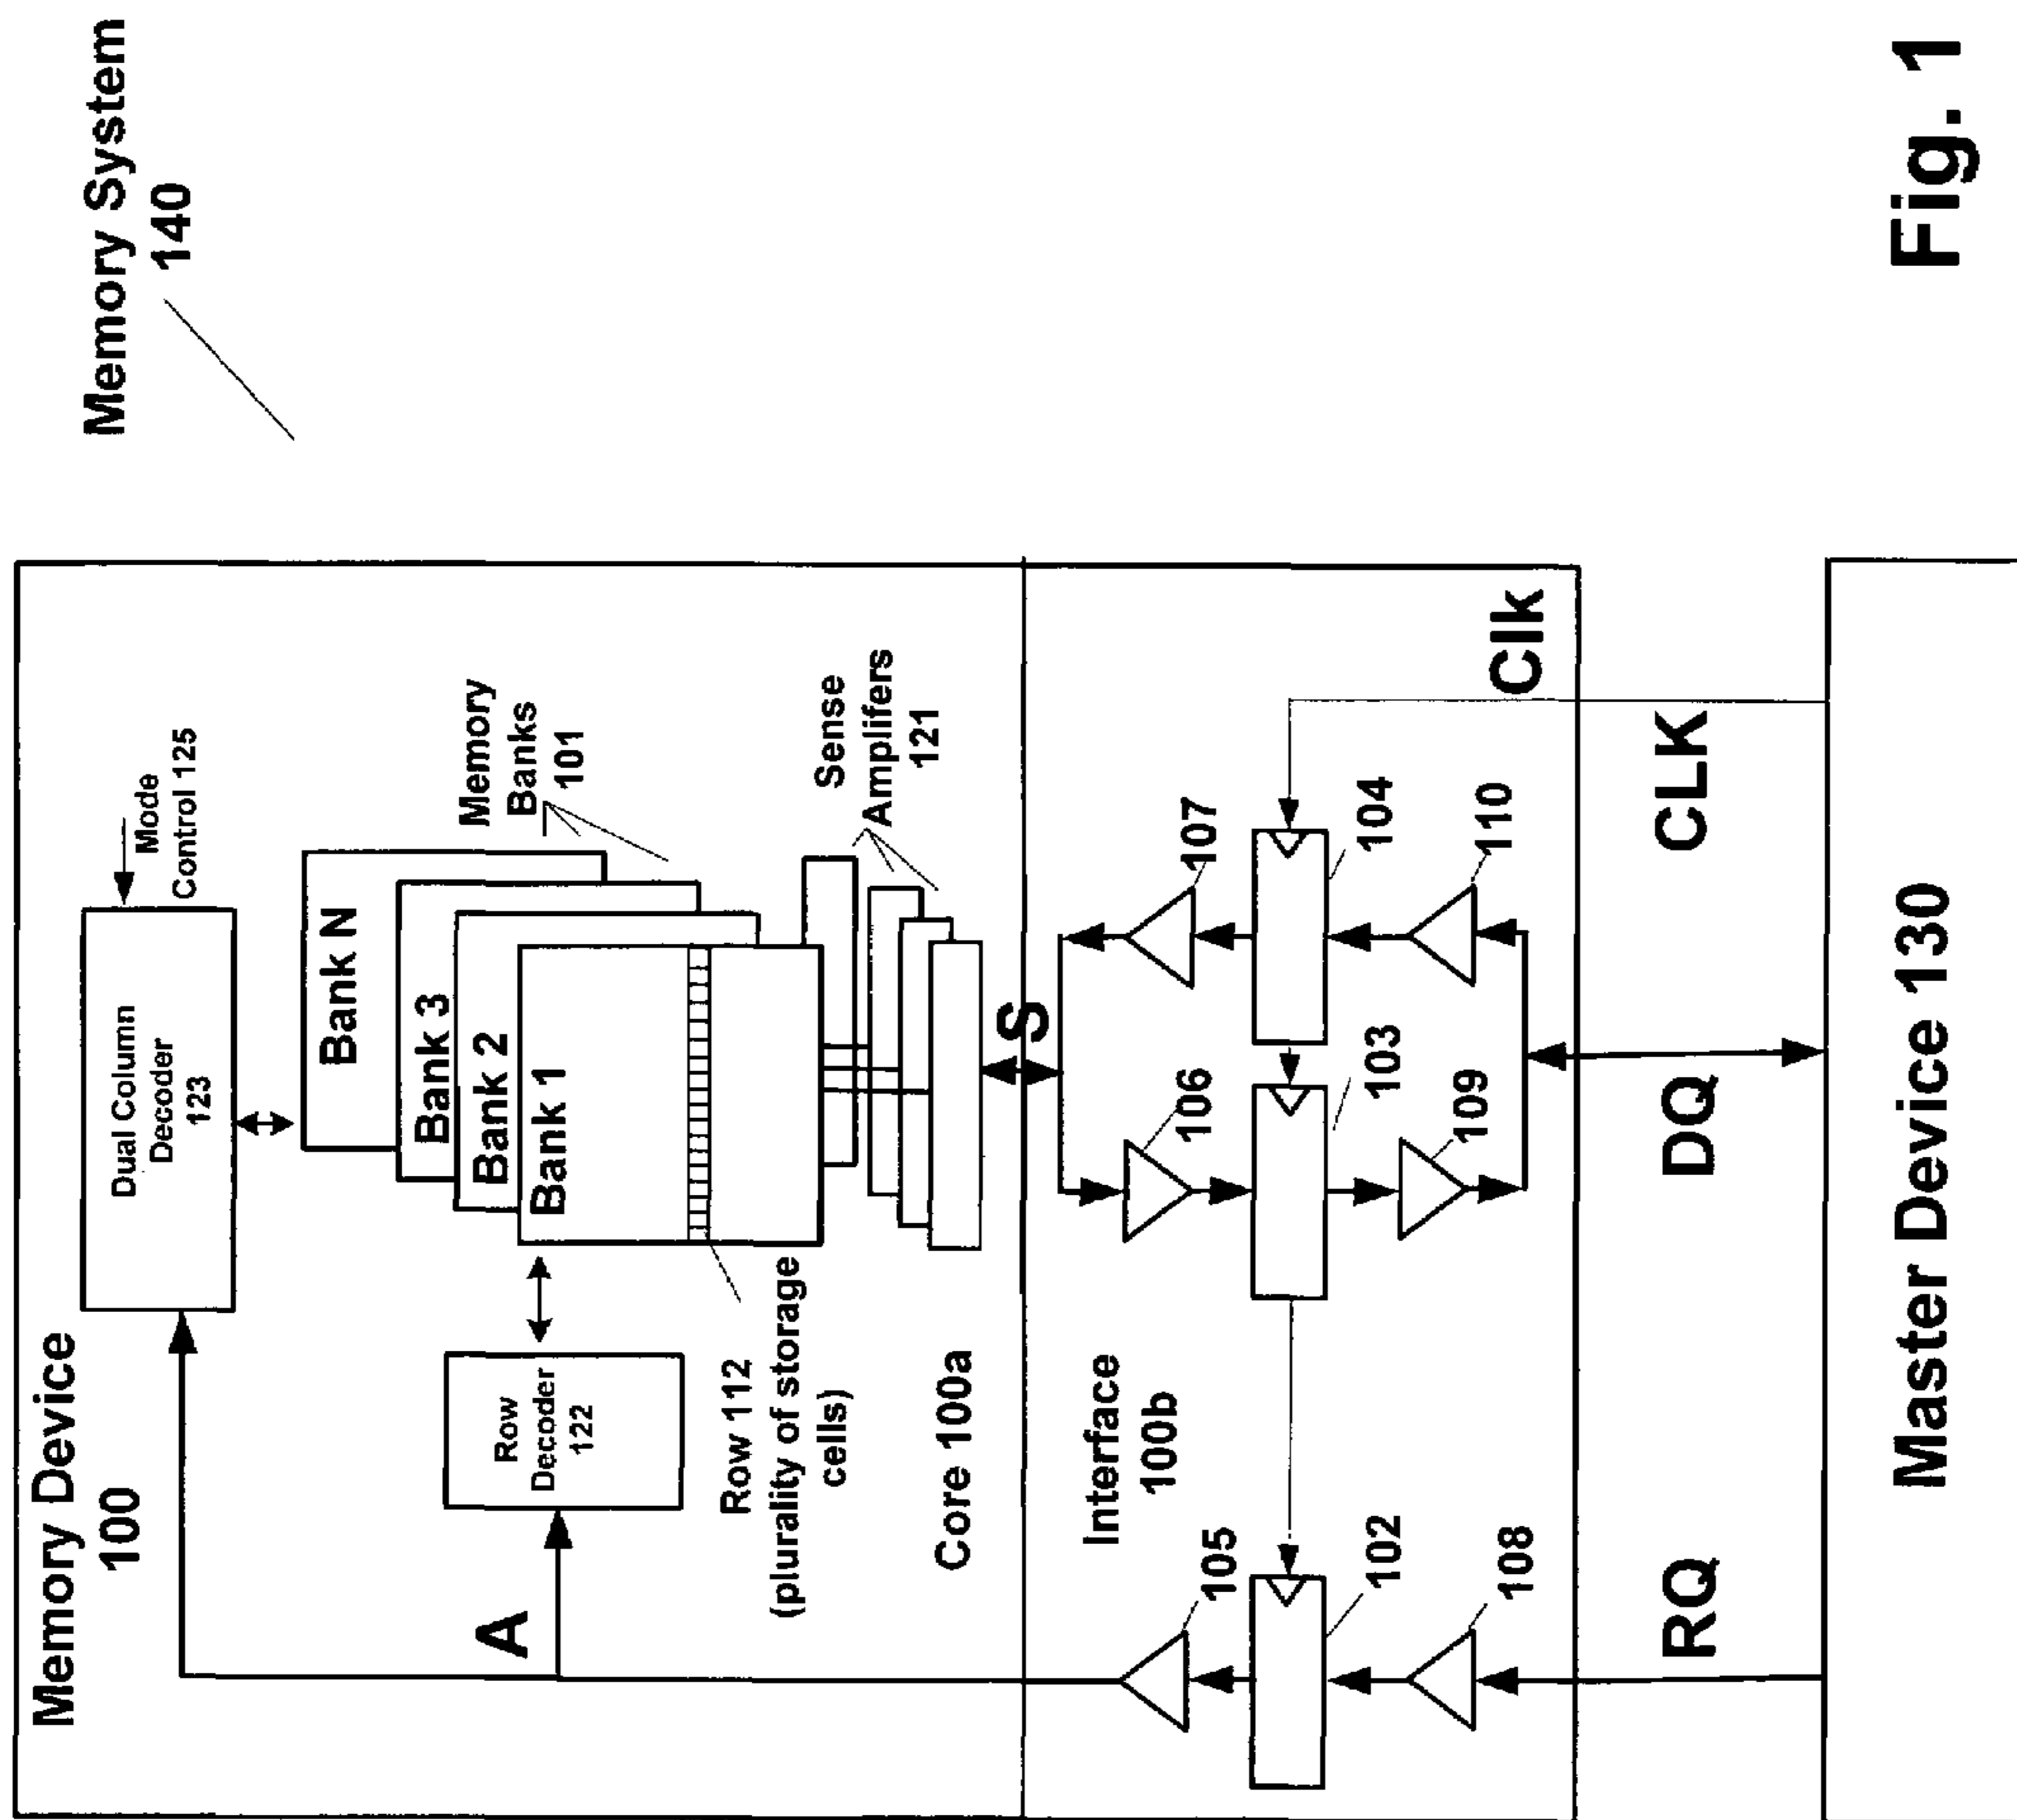 Memory System
140
Memory Device
100
Dual Column
Decoder
123
Mode
Control 125
Row
Decoder
122
A
Bank N
Bank 3
Bank 2
Bank 1
Memory
Banks
101
Row 112
(plurality of storage
cells)
Sense
Amplifers
121
Core 100a
S
Interface
100b
105
106
107
102
103
104
108
109
110
Clk
RQ
DQ
CLK
Master Device 130
Fig. 1